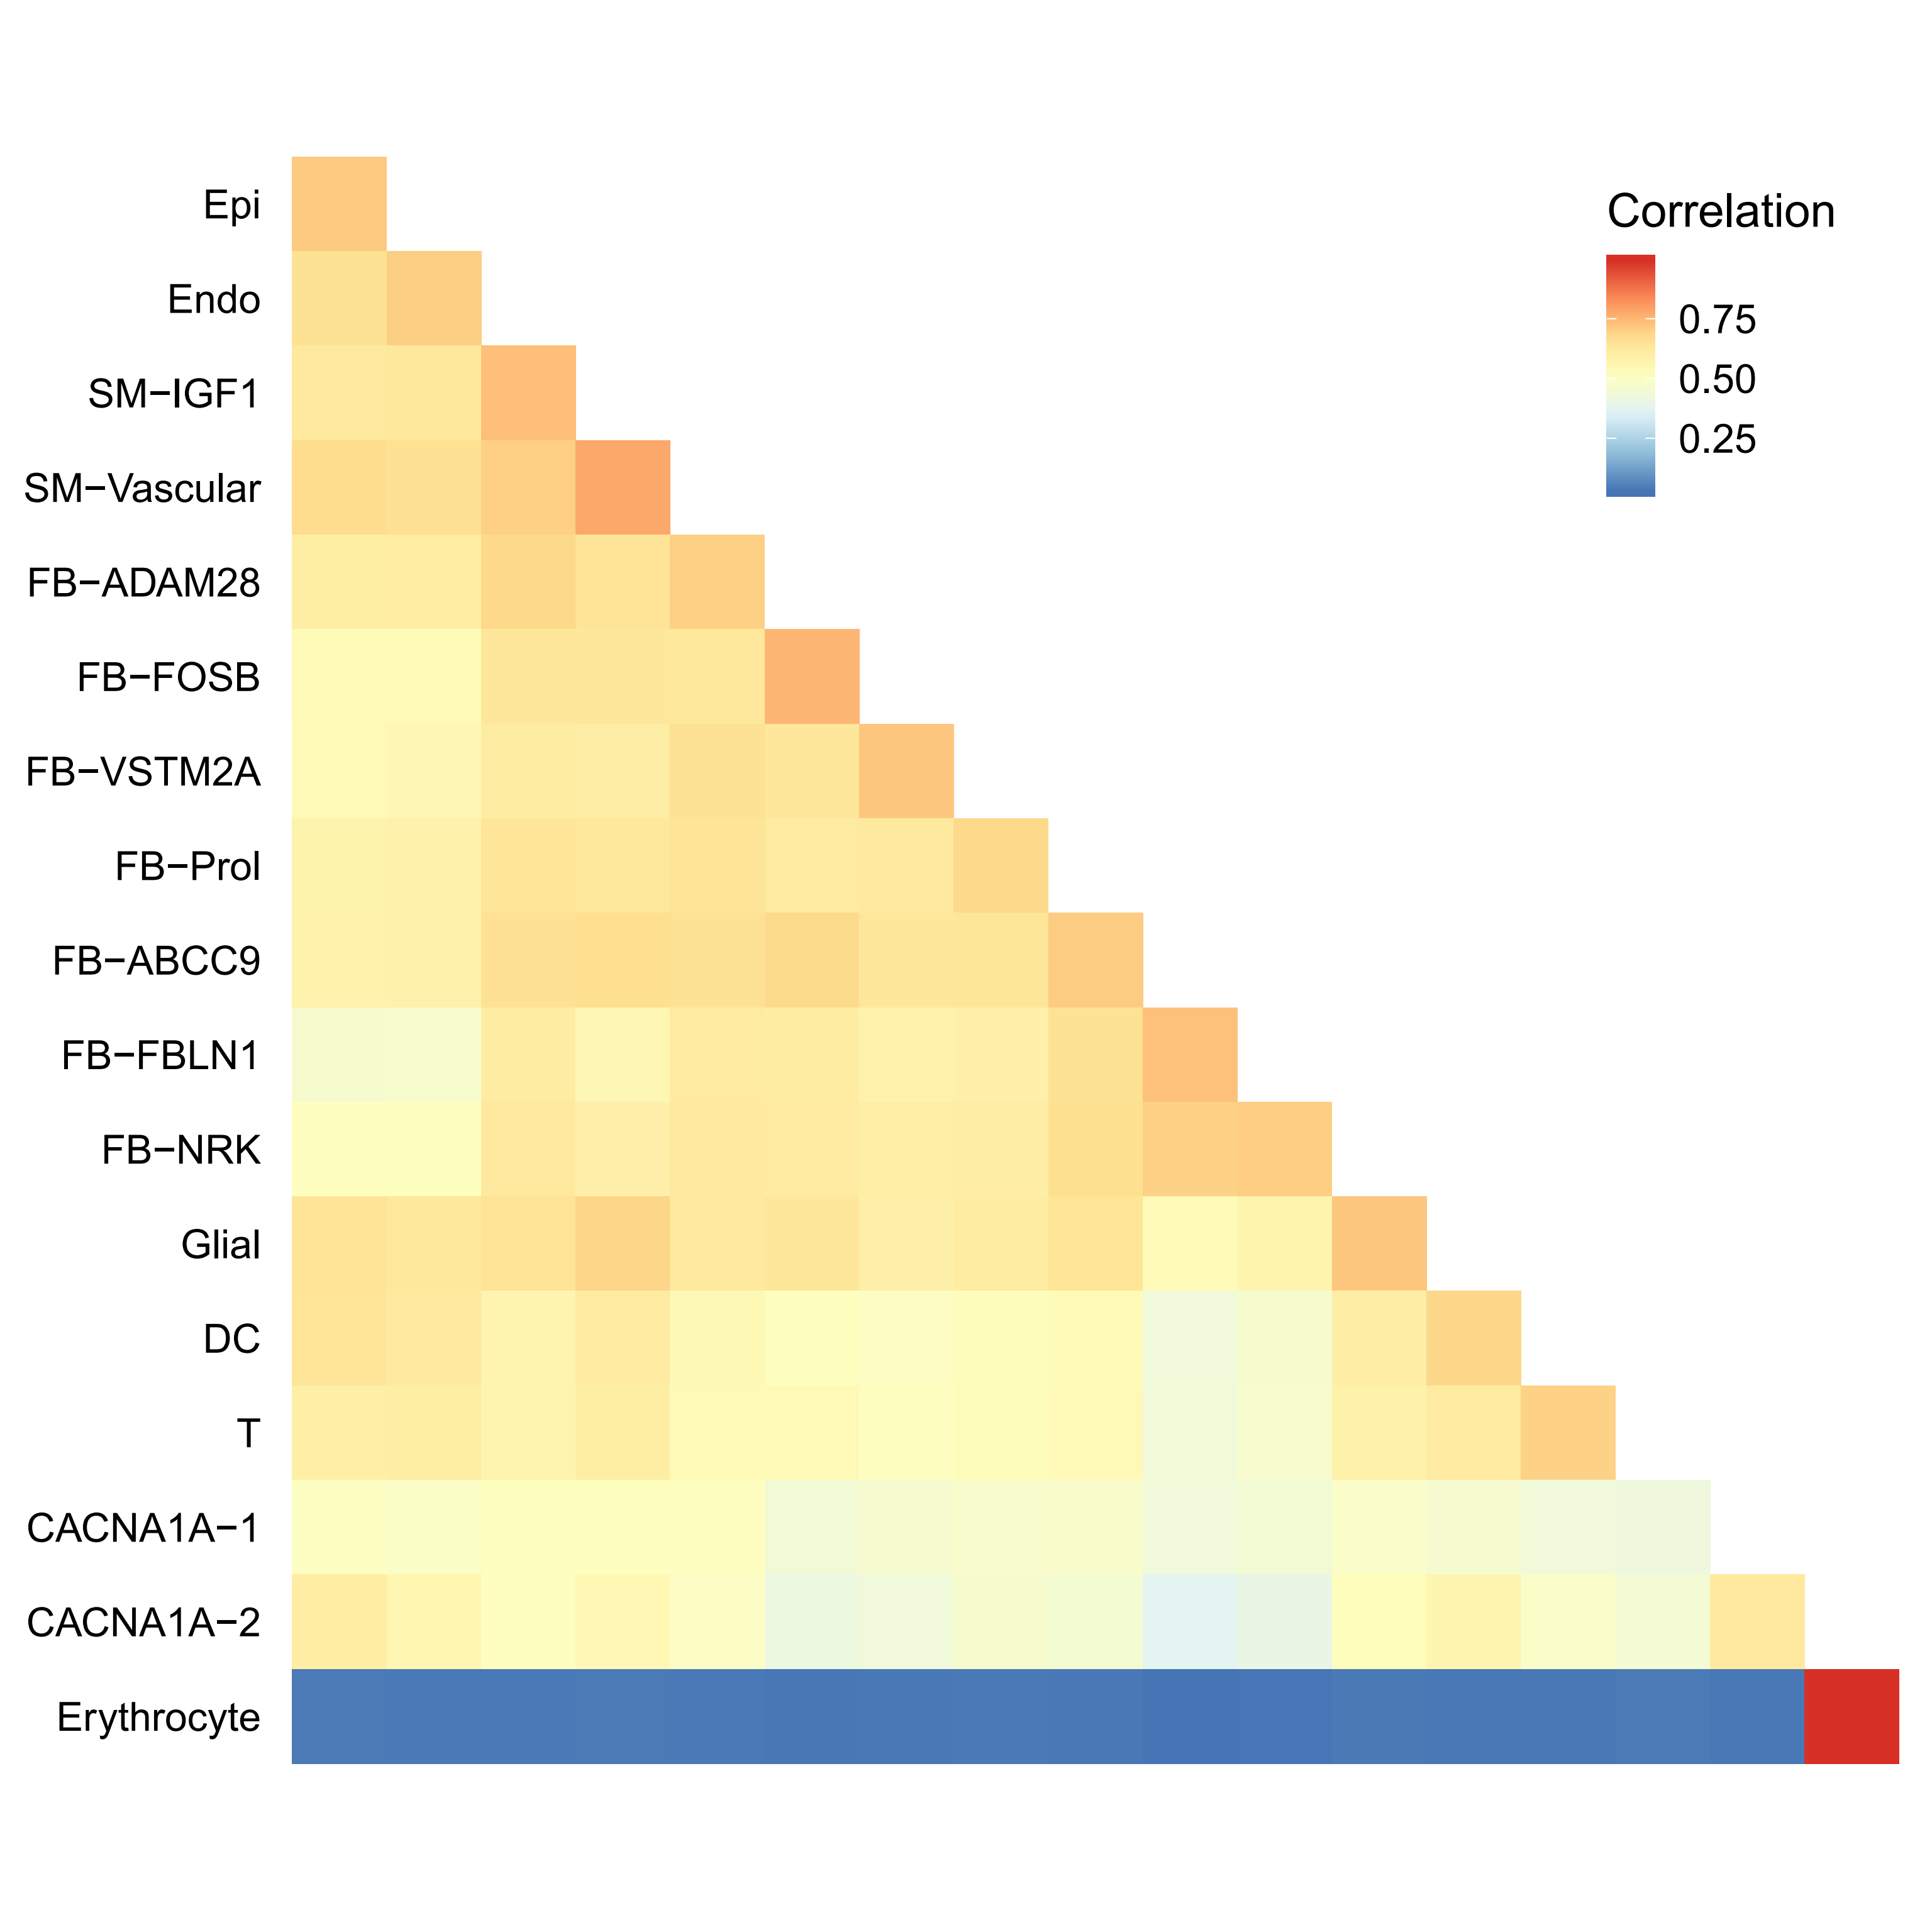 Epi
Endo
SM−IGF1
SM−Vascular
FB−ADAM28
FB−FOSB
FB−VSTM2A
FB−Prol
FB−ABCC9
FB−FBLN1
FB−NRK
Glial
DC
T
CACNA1A−1
CACNA1A−2
Erythrocyte
Correlation
0.75
0.50
0.25